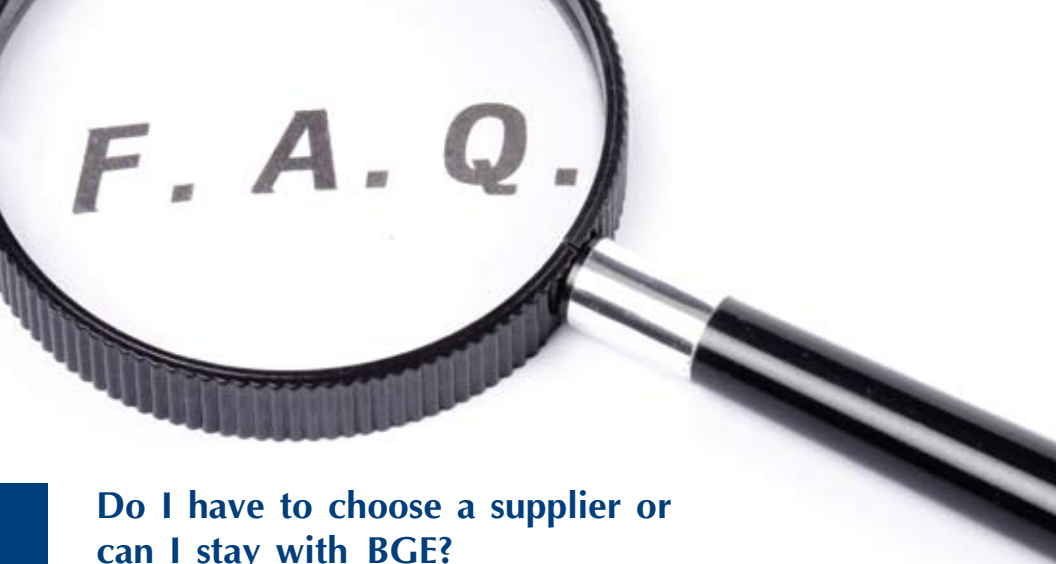 F. A. Q.
Do I have to choose a supplier or
can I stay with BGE?